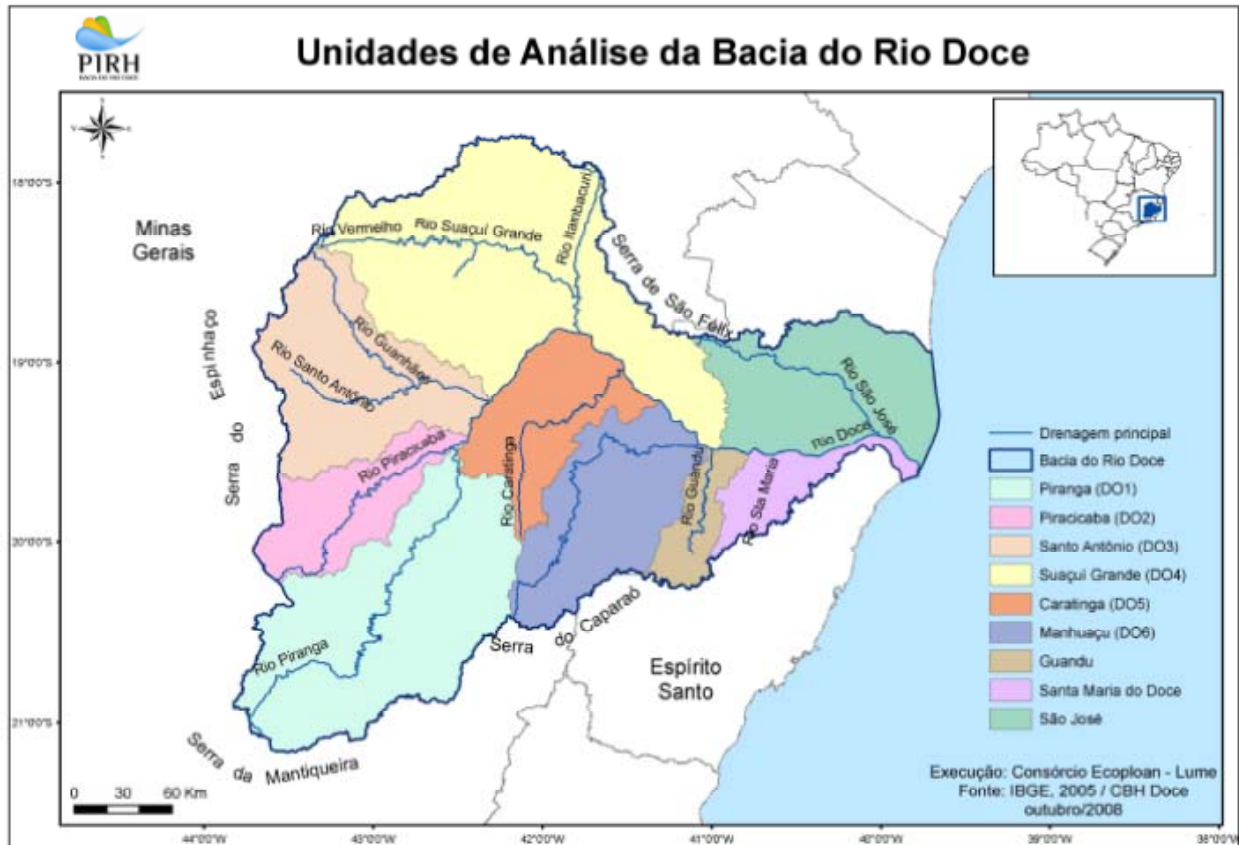 PIRH
BACIA DO RIO DOCE
Unidades de Análise da Bacia do Rio Doce
18°0'0"S
19°0'0"S
20°0'0"S
21°0'0"S
Minas
Gerais
Rio Vermelho
Rio Suaçuí Grande
Rio Itambacuri
Serra de São Félix
Serra do Espinhaço
Rio Guanhães
Rio Santo Antônio
Rio Piracicaba
Rio Caratinga
Rio Guandu
Rio Doce
Rio São José
Rio Sta Maria
Rio Piranga
Serra do Caparaó
Serra da Mantiqueira
Espírito
Santo
Drenagem principal
Bacia do Rio Doce
Piranga (DO1)
Piracicaba (DO2)
Santo Antônio (DO3)
Suaçuí Grande (DO4)
Caratinga (DO5)
Manhuaçu (DO6)
Guandu
Santa Maria do Doce
São José
Execução: Consórcio Ecoploan - Lume
Fonte: IBGE, 2005 / CBH Doce
outubro/2008
0 30 60 Km
44°0'0"W
43°0'0"W
42°0'0"W
41°0'0"W
40°0'0"W
39°0'0"W
38°0'0"W